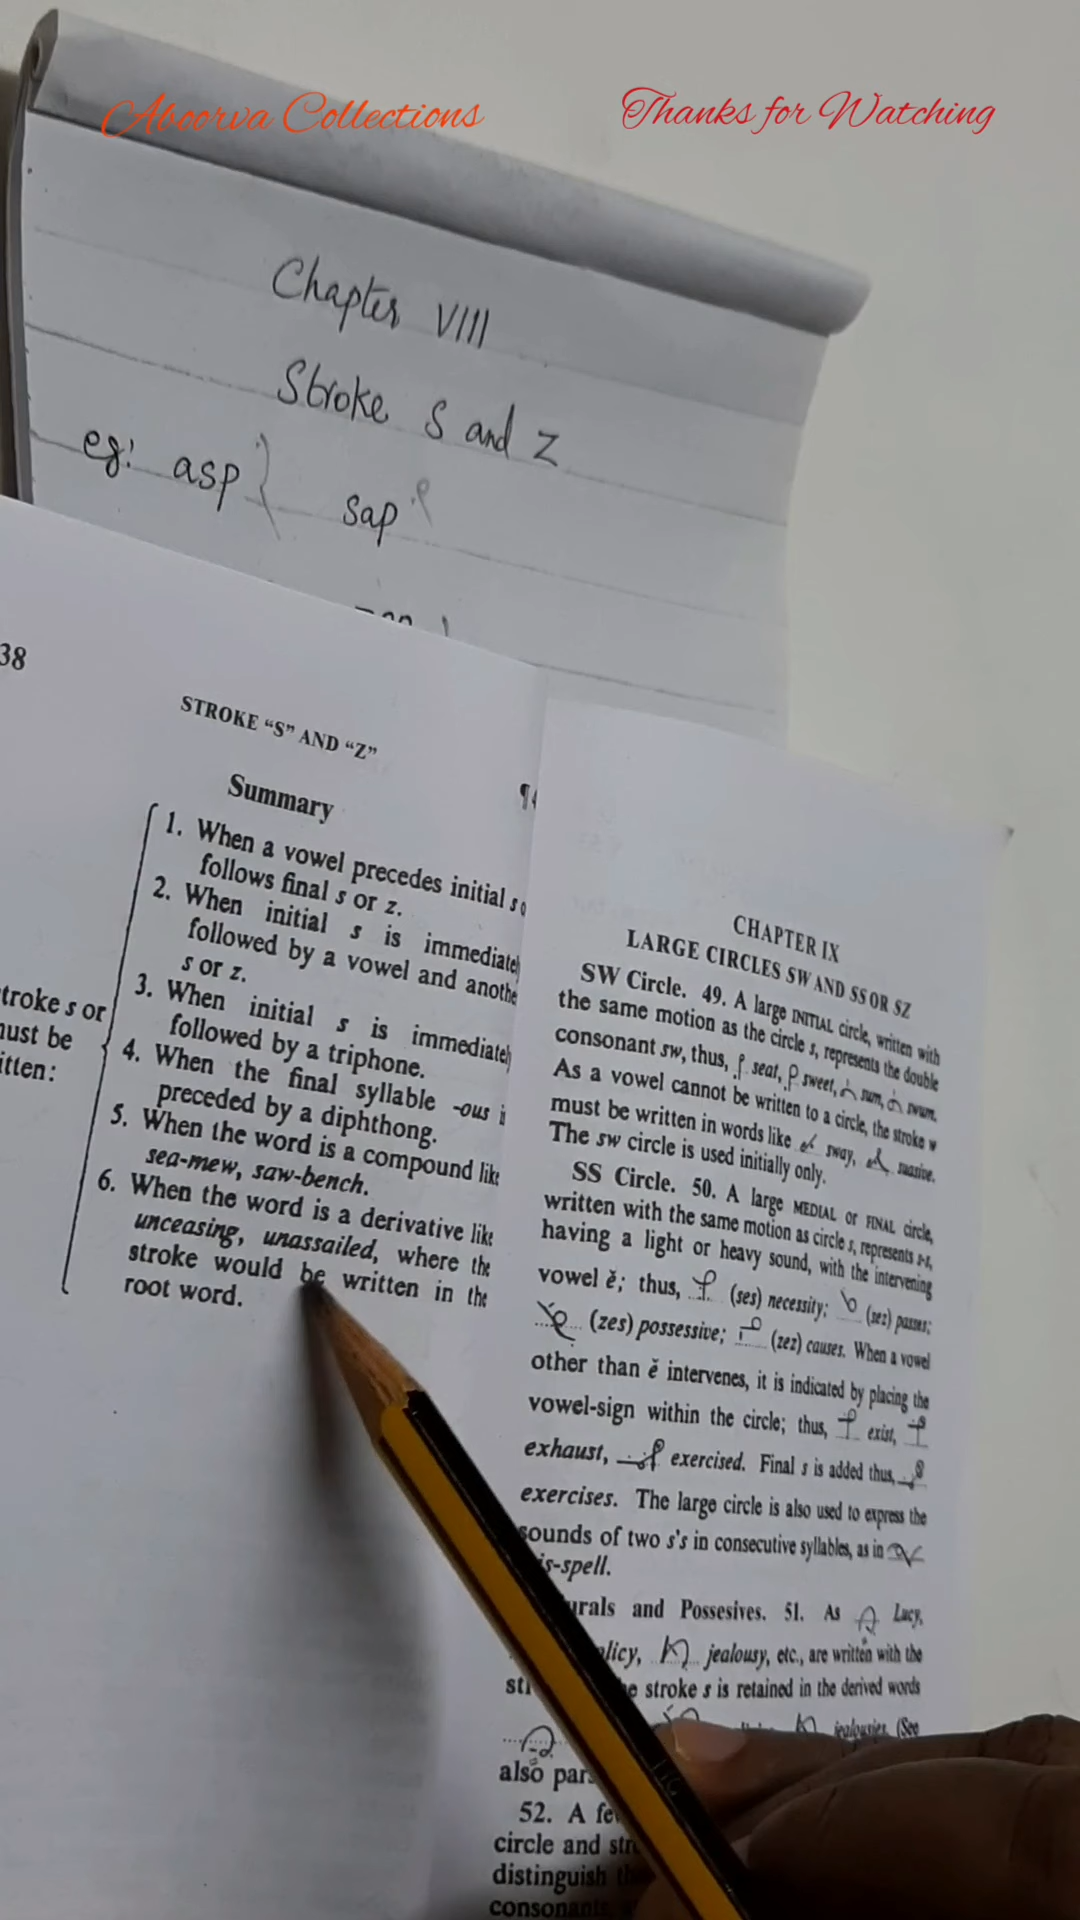 Aboorva Collections
Thanks for Watching
Chapter VIII
Stroke S and Z
eg: asp
sap
38
STROKE “S” AND “Z”
Summary
1. When a vowel precedes initial s
follows final s or z.
2. When initial s is immediatel
followed by a vowel and anothe
s or z.
3. When initial s is immediatel
followed by a triphone.
4. When the final syllable -ous i
preceded by a diphthong.
5. When the word is a compound lik
sea-mew, saw-bench.
6. When the word is a derivative lik
unceasing, unassailed, where the
stroke would be written in the
root word.
troke s or
must be
itten:
CHAPTER IX
LARGE CIRCLES SW AND SS OR SZ
SW Circle. 49. A large INITIAL circle, written with
the same motion as the circle s, represents the double
consonant sw, thus, seat, sweet, sum, swum.
As a vowel cannot be written to a circle, the stroke w
must be written in words like sway,
The sw circle is used initially only.
SS Circle. 50. A large MEDIAL or FINAL circle,
written with the same motion as circle s, represents s-s,
having a light or heavy sound, with the intervening
vowel ĕ; thus, (ses) necessity; (sez) passes;
(zes) possessive; (zez) causes. When a vowel
other than ĕ intervenes, it is indicated by placing the
vowel-sign within the circle; thus, exist,
exhaust, exercised. Final s is added thus,
exercises. The large circle is also used to express the
sounds of two s's in consecutive syllables, as in
is-spell.
urals and Possesives. 51. As Lucy,
licy, jealousy, etc., are written with the
st e stroke s is retained in the derived words
jealousies. (See
also par
52. A fe
circle and str
distinguish th
consonants